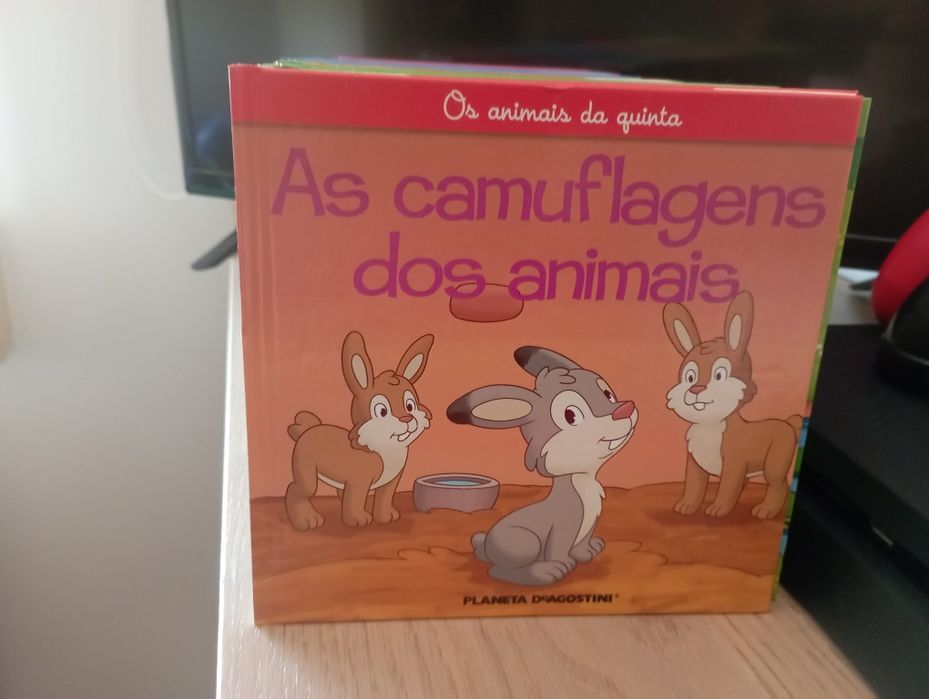 Os animais da quinta
As camuflagens
dos animais
PLANETA DEAGOSTINI®